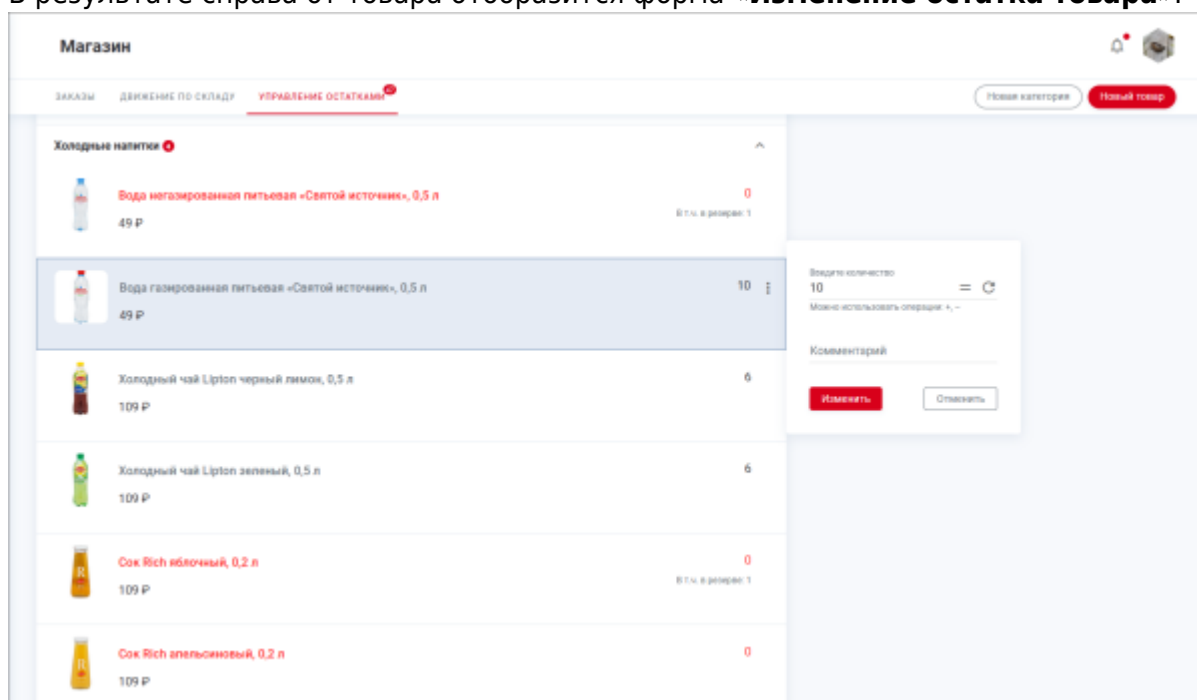 В результате справа от товара отобразится форма «Изменение остатка товара».
Магазин
ЗАКАЗЫ ДВИЖЕНИЕ ПО СКЛАДУ УПРАВЛЕНИЕ ОСТАТКАМИ Новая категория Новый товар
Холодные напитки 4
Вода негазированная питьевая «Святой источник», 0,5 л 0
49 ₽ В т.ч. в резерве: 1
Вода газированная питьевая «Святой источник», 0,5 л 10
49 ₽
Введите количество
10 =
Можно использовать операции: +, –
Комментарий
Изменить Отменить
Холодный чай Lipton черный лимон, 0,5 л 6
109 ₽
Холодный чай Lipton зеленый, 0,5 л 6
109 ₽
Сок Rich яблочный, 0,2 л 0
109 ₽ В т.ч. в резерве: 1
Сок Rich апельсиновый, 0,2 л 0
109 ₽